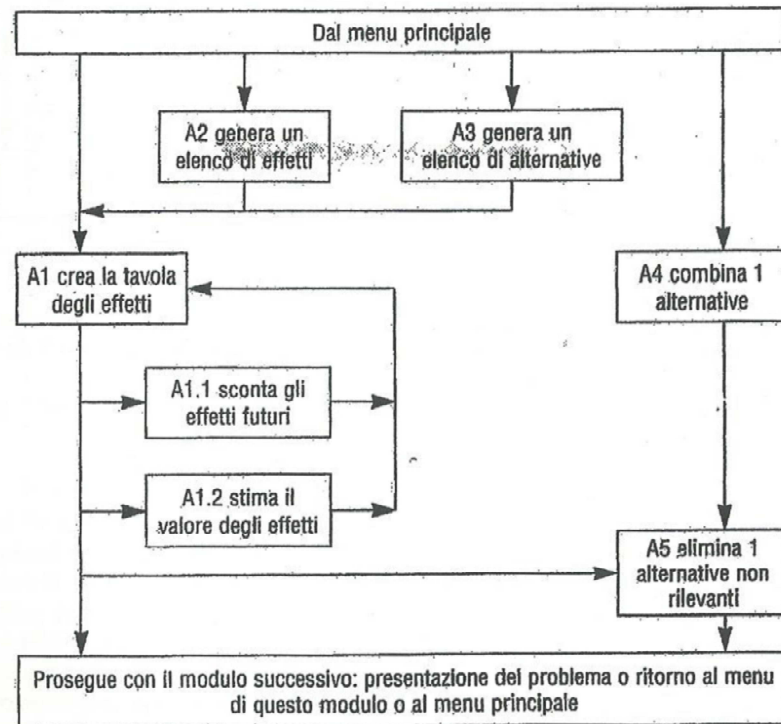 Dal menu principale
A2 genera un
elenco di effetti
A3 genera un
elenco di alternative
A1 crea la tavola
degli effetti
A4 combina 1
alternative
A1.1 sconta gli
effetti futuri
A1.2 stima il
valore degli effetti
A5 elimina 1
alternative non
rilevanti
Prosegue con il modulo successivo: presentazione del problema o ritorno al menu
di questo modulo o al menu principale